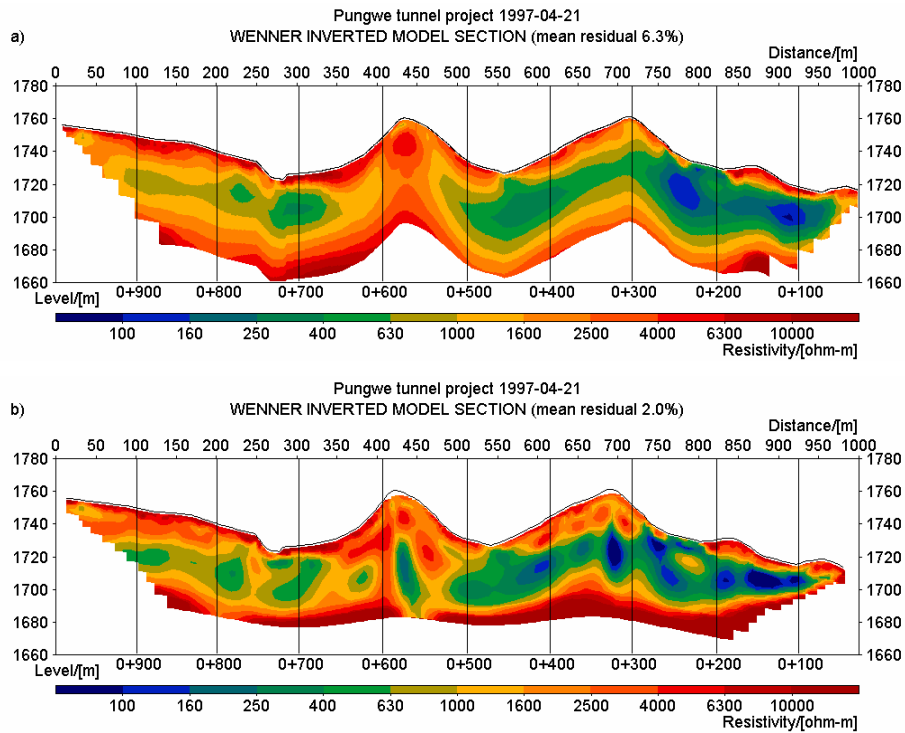 Pungwe tunnel project 1997-04-21
a)
WENNER INVERTED MODEL SECTION (mean residual 6.3%)
Distance/[m]
0 50 100 150 200 250 300 350 400 450 500 550 600 650 700 750 800 850 900 950 1000
1780 1780
1760 1760
1740 1740
1720 1720
1700 1700
1680 1680
1660 1660
Level/[m] 0+900 0+800 0+700 0+600 0+500 0+400 0+300 0+200 0+100
100 160 250 400 630 1000 1600 2500 4000 6300 10000
Resistivity/[ohm-m]
Pungwe tunnel project 1997-04-21
b)
WENNER INVERTED MODEL SECTION (mean residual 2.0%)
Distance/[m]
0 50 100 150 200 250 300 350 400 450 500 550 600 650 700 750 800 850 900 950 1000
1780 1780
1760 1760
1740 1740
1720 1720
1700 1700
1680 1680
1660 1660
Level/[m] 0+900 0+800 0+700 0+600 0+500 0+400 0+300 0+200 0+100
100 160 250 400 630 1000 1600 2500 4000 6300 10000
Resistivity/[ohm-m]